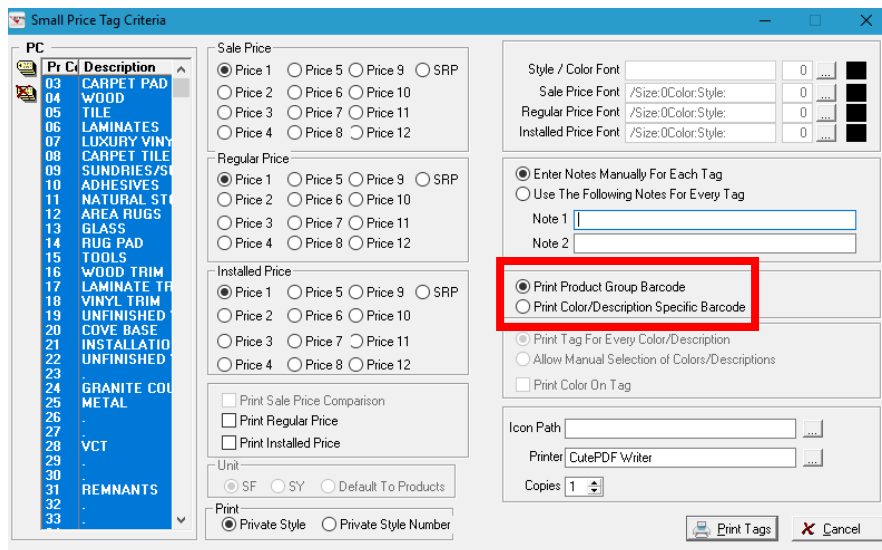 Small Price Tag Criteria
PC
Pr C Description
03 CARPET PAD
04 WOOD
05 TILE
06 LAMINATES
07 LUXURY VINY
08 CARPET TILE
09 SUNDRIES/S
10 ADHESIVES
11 NATURAL ST
12 AREA RUGS
13 GLASS
14 RUG PAD
15 TOOLS
16 WOOD TRIM
17 LAMINATE TR
18 VINYL TRIM
19 UNFINISHED
20 COVE BASE
21 INSTALLATIO
22 UNFINISHED
23 .
24 GRANITE COU
25 METAL
26 .
27 .
28 VCT
29 .
30 .
31 REMNANTS
32 .
33 .
Sale Price
Price 1 Price 5 Price 9 SRP
Price 2 Price 6 Price 10
Price 3 Price 7 Price 11
Price 4 Price 8 Price 12
Regular Price
Price 1 Price 5 Price 9 SRP
Price 2 Price 6 Price 10
Price 3 Price 7 Price 11
Price 4 Price 8 Price 12
Installed Price
Price 1 Price 5 Price 9 SRP
Price 2 Price 6 Price 10
Price 3 Price 7 Price 11
Price 4 Price 8 Price 12
Print Sale Price Comparison
Print Regular Price
Print Installed Price
Unit
SF SY Default To Products
Print
Private Style Private Style Number
Style / Color Font 0 ...
Sale Price Font /Size:0Color:Style: 0 ...
Regular Price Font /Size:0Color:Style: 0 ...
Installed Price Font /Size:0Color:Style: 0 ...
Enter Notes Manually For Each Tag
Use The Following Notes For Every Tag
Note 1
Note 2
Print Product Group Barcode
Print Color/Description Specific Barcode
Print Tag For Every Color/Description
Allow Manual Selection of Colors/Descriptions
Print Color On Tag
Icon Path ...
Printer CutePDF Writer ...
Copies 1
Print Tags Cancel